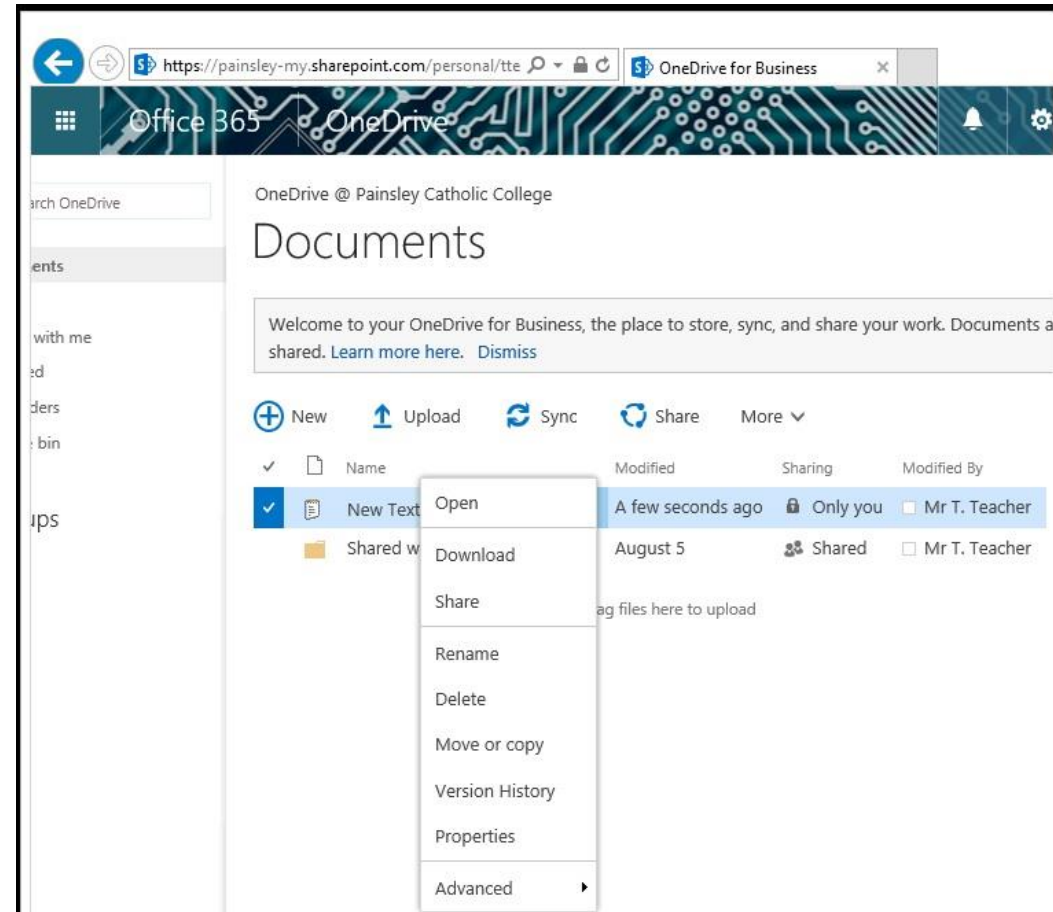 https://painsley-my.sharepoint.com/personal/tte OneDrive for Business
Office 365 OneDrive
arch OneDrive
OneDrive @ Painsley Catholic College
Documents
ents
Welcome to your OneDrive for Business, the place to store, sync, and share your work. Documents a
shared. Learn more here. Dismiss
with me
ed
ders
bin
ups
New Upload Sync Share More
Name Modified Sharing Modified By
New Text A few seconds ago Only you Mr T. Teacher
Shared w August 5 Shared Mr T. Teacher
ag files here to upload
Open
Download
Share
Rename
Delete
Move or copy
Version History
Properties
Advanced